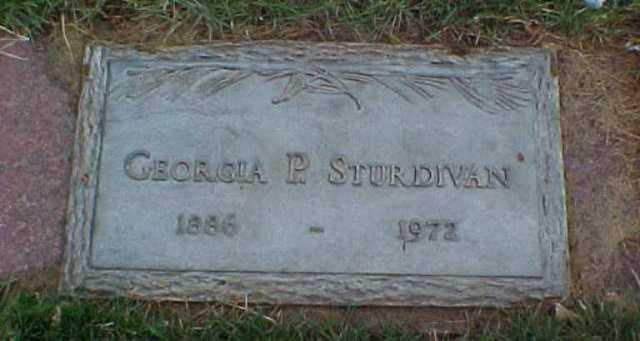 GEORGIA P. STURDIVAN
1886 - 1972